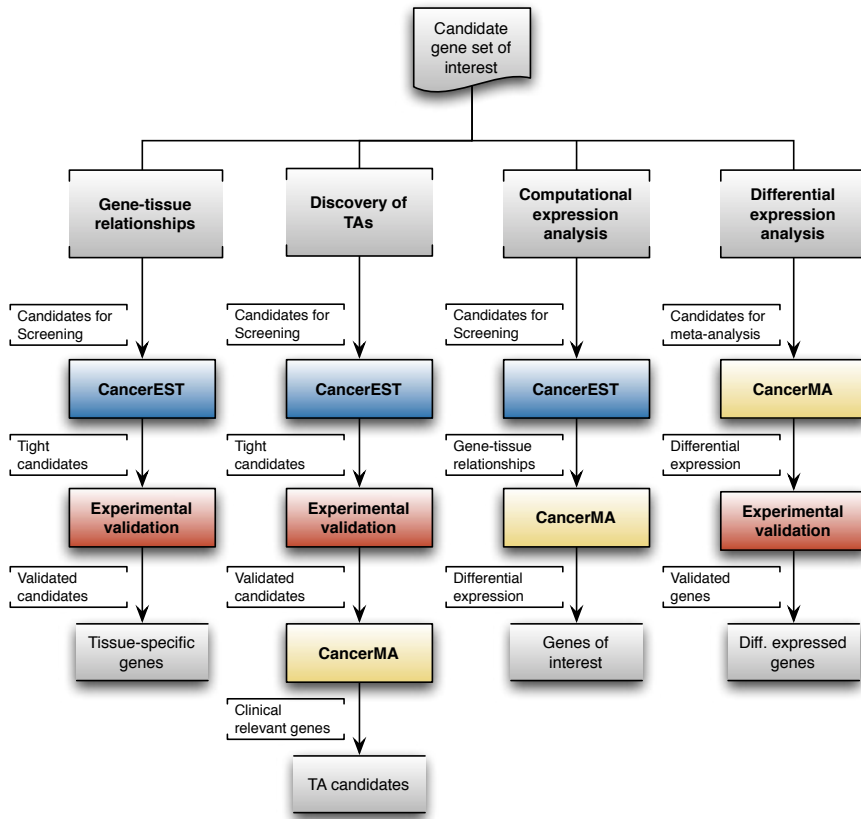 Candidate
gene set of
interest
Gene-tissue
relationships
Discovery of
TAs
Computational
expression
analysis
Differential
expression
analysis
Candidates for
Screening
Candidates for
Screening
Candidates for
Screening
Candidates for
meta-analysis
CancerEST
CancerEST
CancerEST
CancerMA
Tight
candidates
Tight
candidates
Gene-tissue
relationships
Differential
expression
Experimental
validation
Experimental
validation
CancerMA
Experimental
validation
Validated
candidates
Validated
candidates
Differential
expression
Validated
genes
Tissue-specific
genes
CancerMA
Genes of
interest
Diff. expressed
genes
Clinical
relevant genes
TA candidates